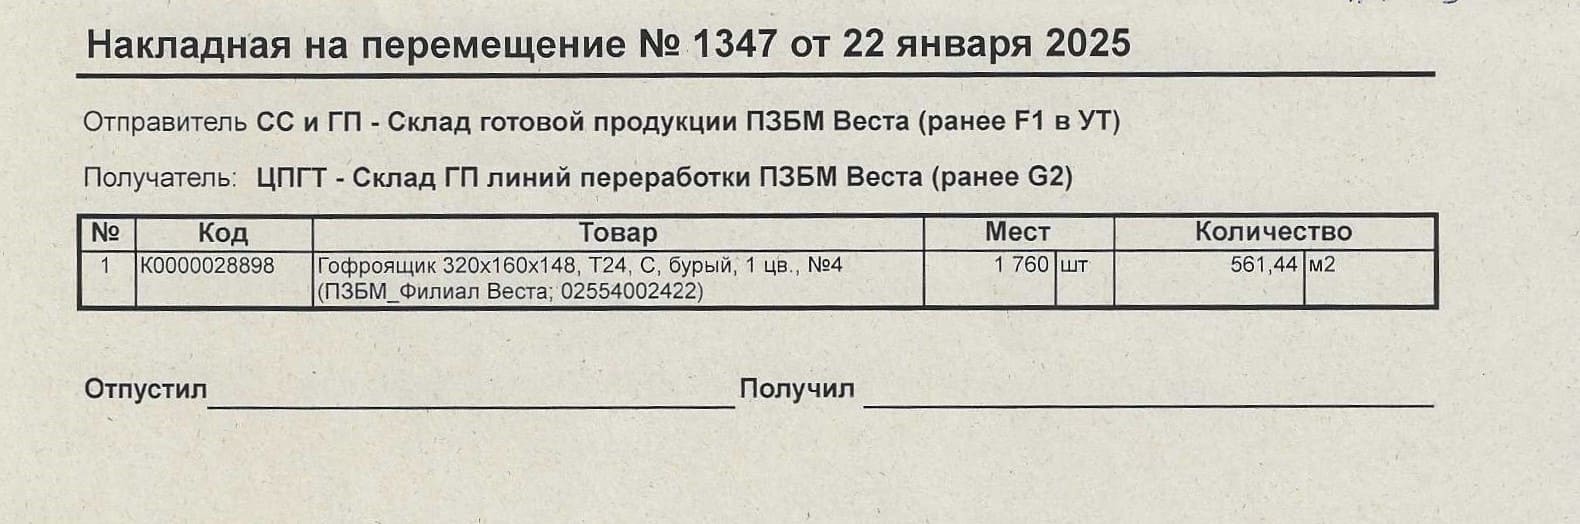 Накладная на перемещение № 1347 от 22 января 2025
Отправитель СС и ГП - Склад готовой продукции ПЗБМ Веста (ранее F1 в УТ)
Получатель: ЦПГТ - Склад ГП линий переработки ПЗБМ Веста (ранее G2)
№ Код Товар Мест Количество
1 К0000028898 Гофроящик 320х160х148, Т24, С, бурый, 1 цв., №4 1 760 шт 561,44 м2
(ПЗБМ_Филиал Веста; 02554002422)
Отпустил Получил